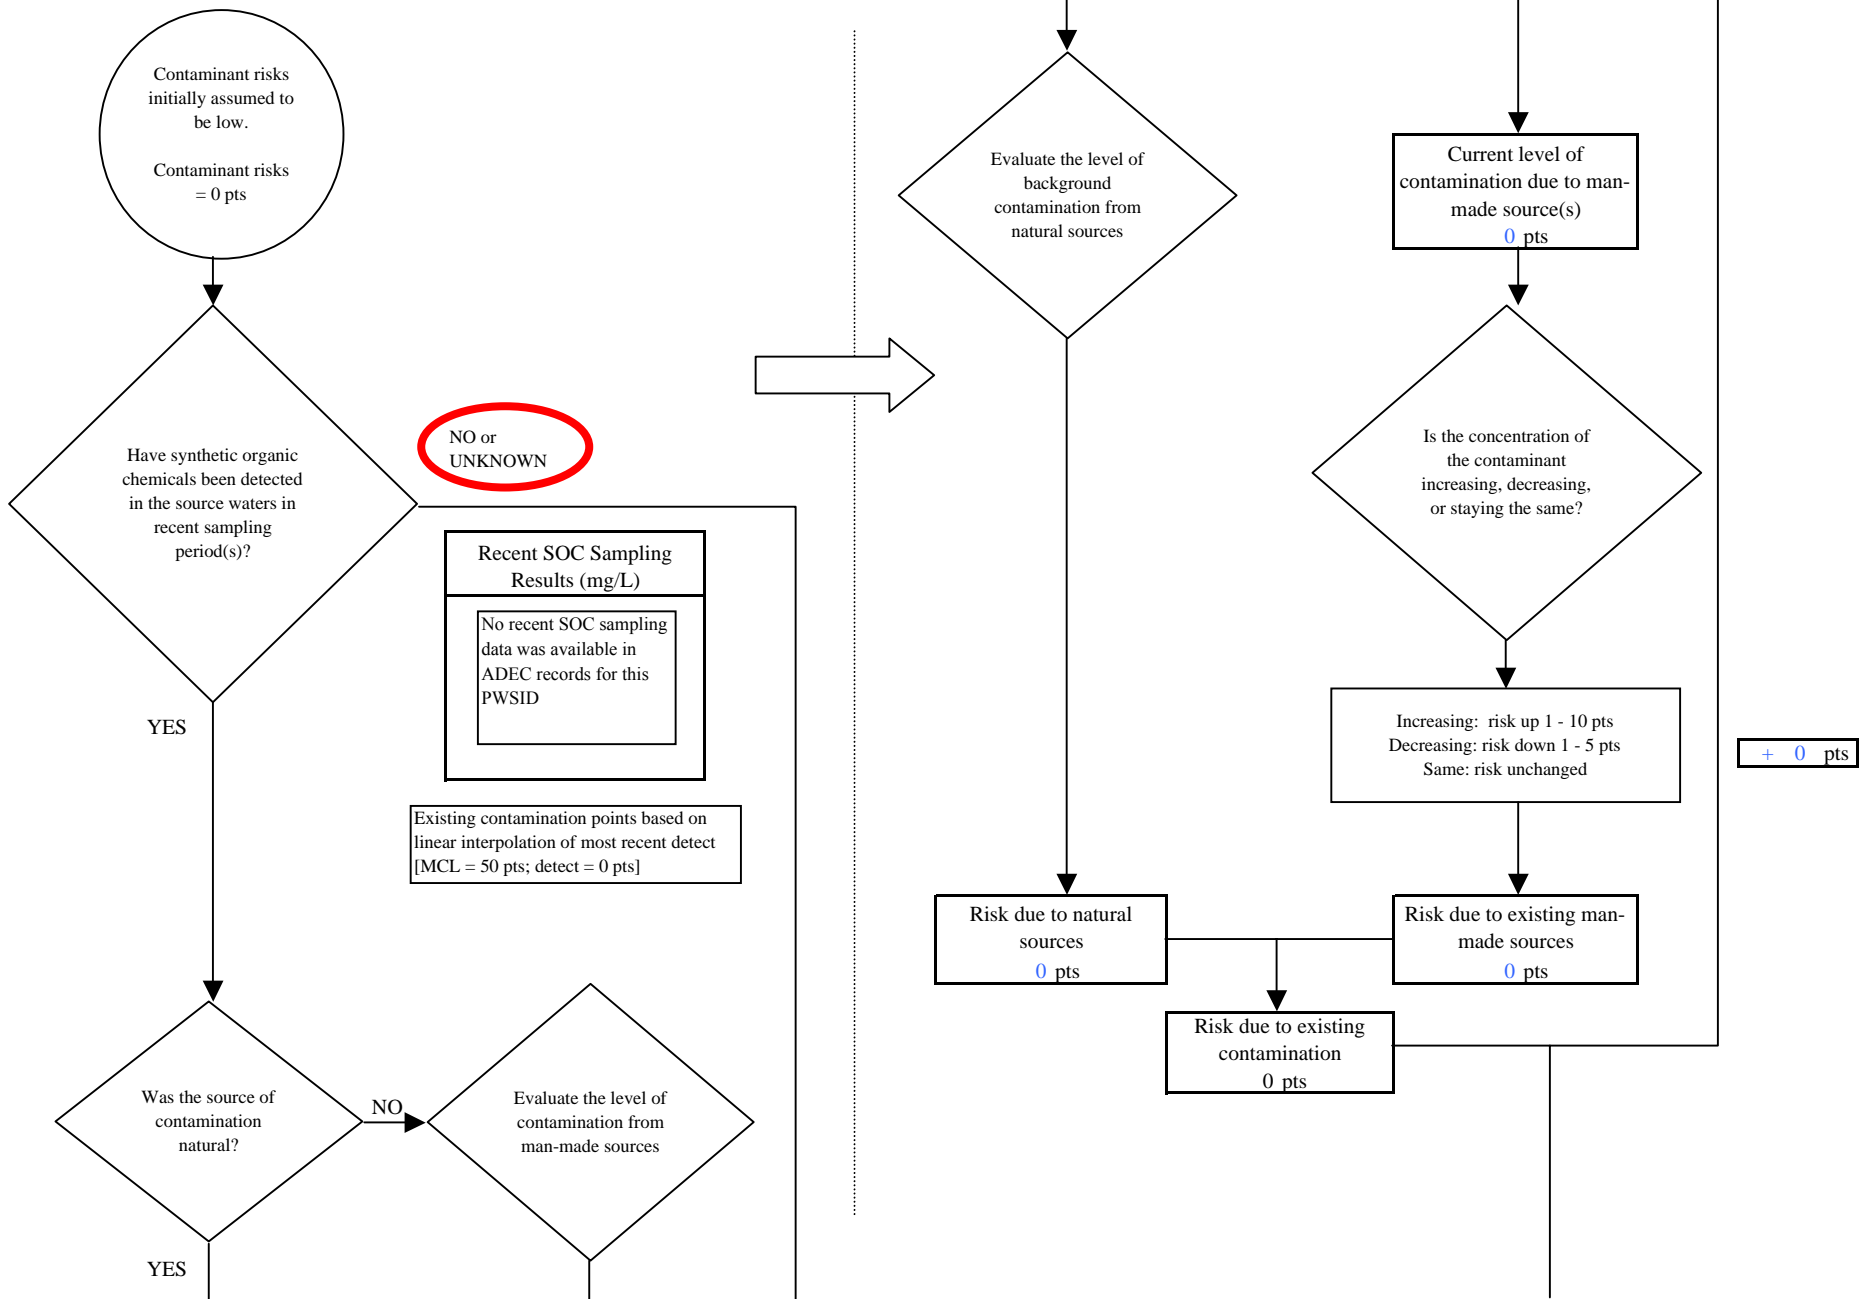 Contaminant risks
initially assumed to
be low.
Contaminant risks
= 0 pts
Have synthetic organic
chemicals been detected
in the source waters in
recent sampling
period(s)?
NO or
UNKNOWN
Recent SOC Sampling
Results (mg/L)
No recent SOC sampling
data was available in
ADEC records for this
PWSID
YES
Existing contamination points based on
linear interpolation of most recent detect
[MCL = 50 pts; detect = 0 pts]
Was the source of
contamination
natural?
NO
Evaluate the level of
contamination from
man-made sources
YES
Evaluate the level of
background
contamination from
natural sources
Current level of
contamination due to man-
made source(s)
0 pts
Is the concentration of
the contaminant
increasing, decreasing,
or staying the same?
Increasing: risk up 1 - 10 pts
Decreasing: risk down 1 - 5 pts
Same: risk unchanged
+ 0 pts
Risk due to natural
sources
0 pts
Risk due to existing man-
made sources
0 pts
Risk due to existing
contamination
0 pts